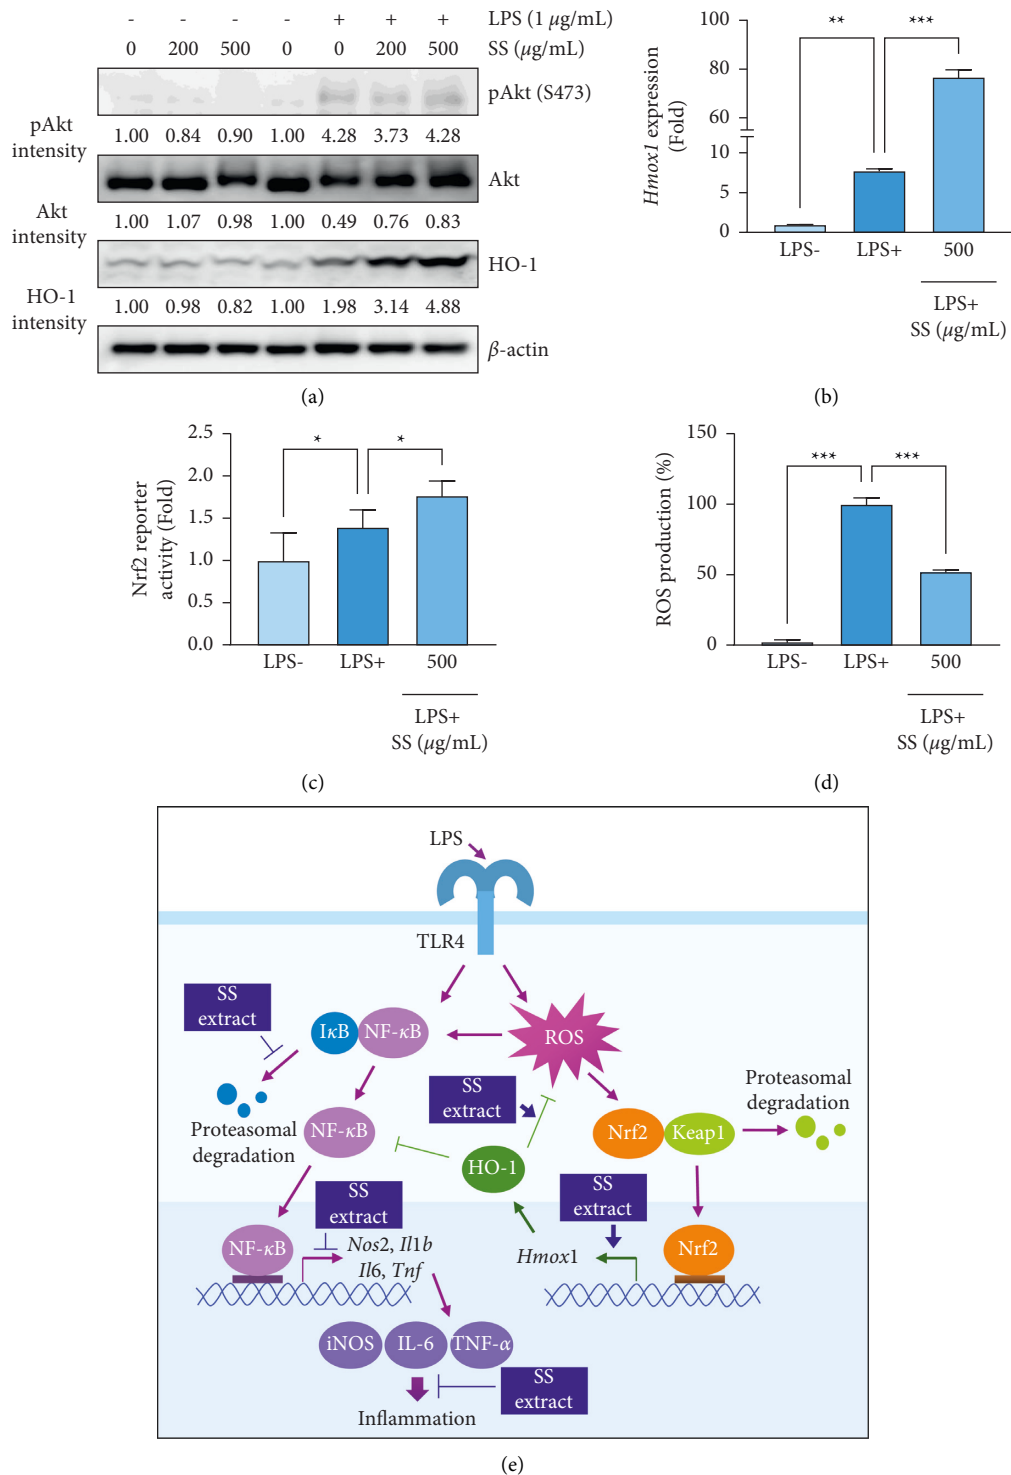 - - - - + + + LPS (1 μg/mL)
0 200 500 0 0 200 500 SS (μg/mL)
pAkt (S473)
pAkt intensity 1.00 0.84 0.90 1.00 4.28 3.73 4.28
Akt
Akt intensity 1.00 1.07 0.98 1.00 0.49 0.76 0.83
HO-1
HO-1 intensity 1.00 0.98 0.82 1.00 1.98 3.14 4.88
β-actin
(a)
Hmox1 expression
(Fold)
100
80
60
10
5
0
** ***
LPS- LPS+ 500
LPS+
SS (μg/mL)
(b)
Nrf2 reporter
activity (Fold)
2.5
2.0
1.5
1.0
0.5
0.0
* *
LPS- LPS+ 500
LPS+
SS (μg/mL)
(c)
ROS production (%)
150
100
50
0
*** ***
LPS- LPS+ 500
LPS+
SS (μg/mL)
(d)
LPS
TLR4
SS
extract
IκB NF-κB
ROS
Proteasomal
degradation
SS
extract
Proteasomal
degradation
NF-κB
Nrf2 Keap1
HO-1
SS
extract
SS
extract
NF-κB
Nos2, Il1b
Il6, Tnf
Hmox1
Nrf2
iNOS IL-6 TNF-α
SS
extract
Inflammation
(e)